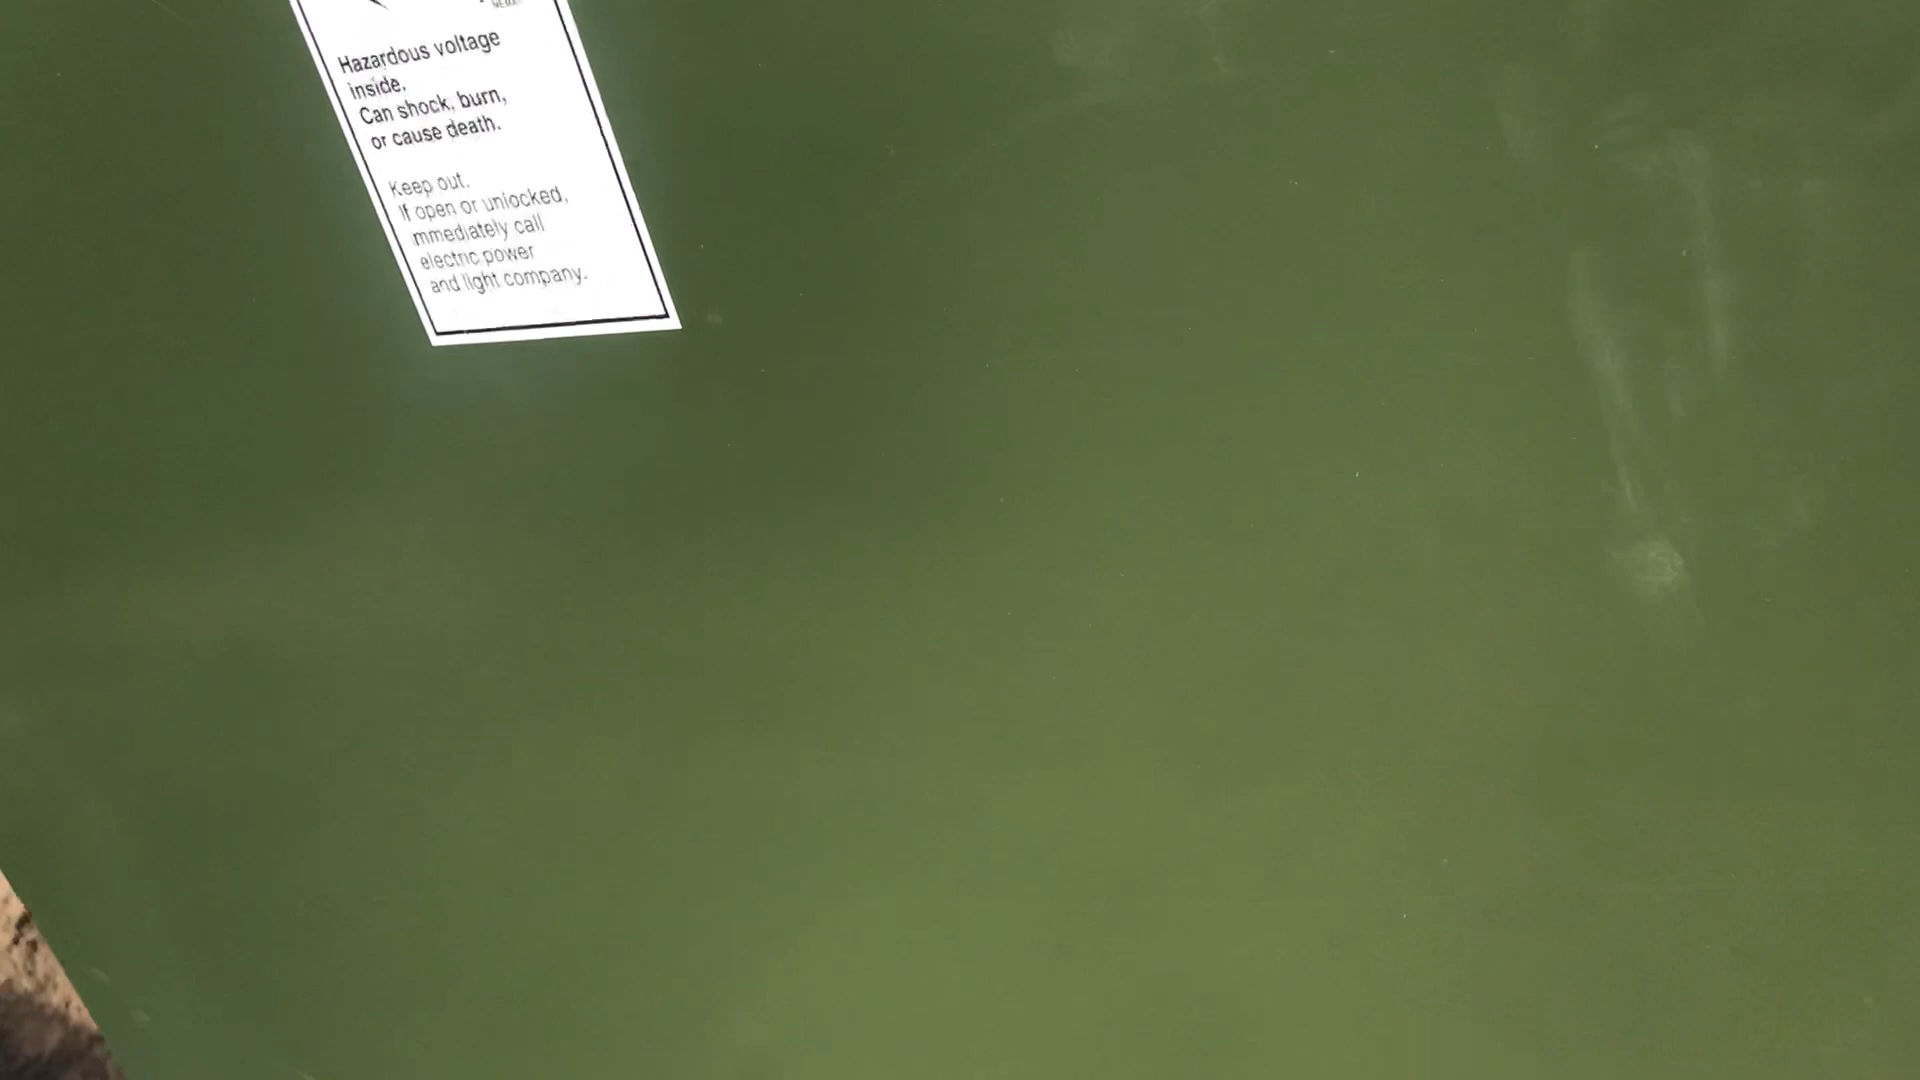 Hazardous voltage
inside.
Can shock, burn,
or cause death.
Keep out.
If open or unlocked,
mmediately call
electric power
and light company.